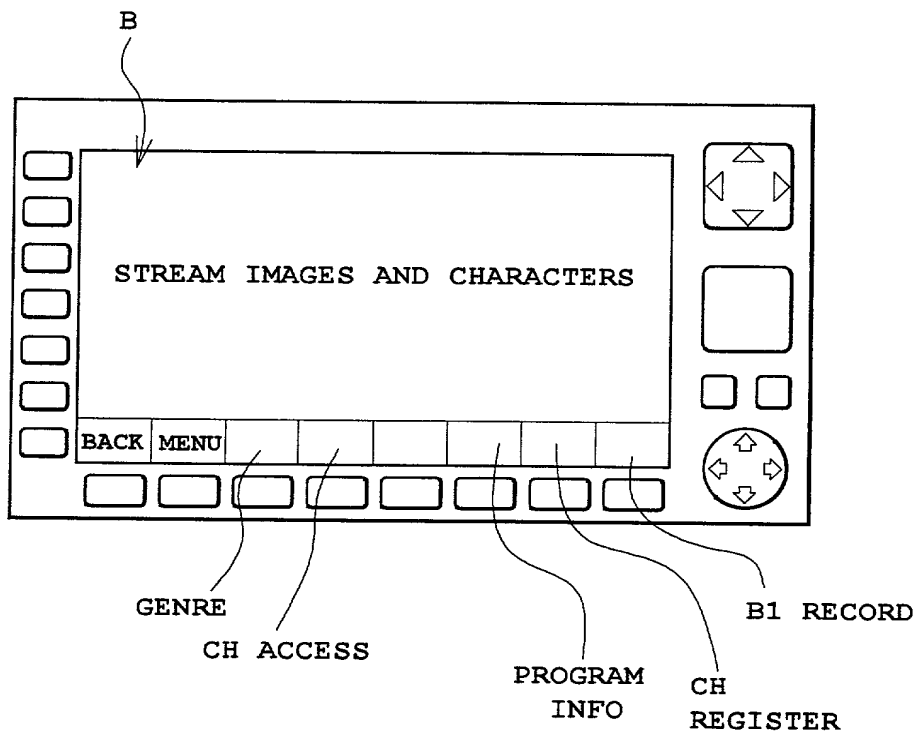 B
STREAM IMAGES AND CHARACTERS
BACK MENU
GENRE
CH ACCESS
PROGRAM
INFO
CH
REGISTER
B1 RECORD